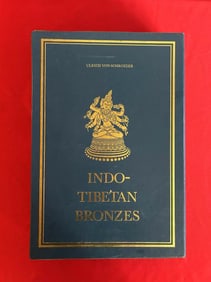 ULRICH VON SCHROEDER
INDO-
TIBETAN
BRONZES